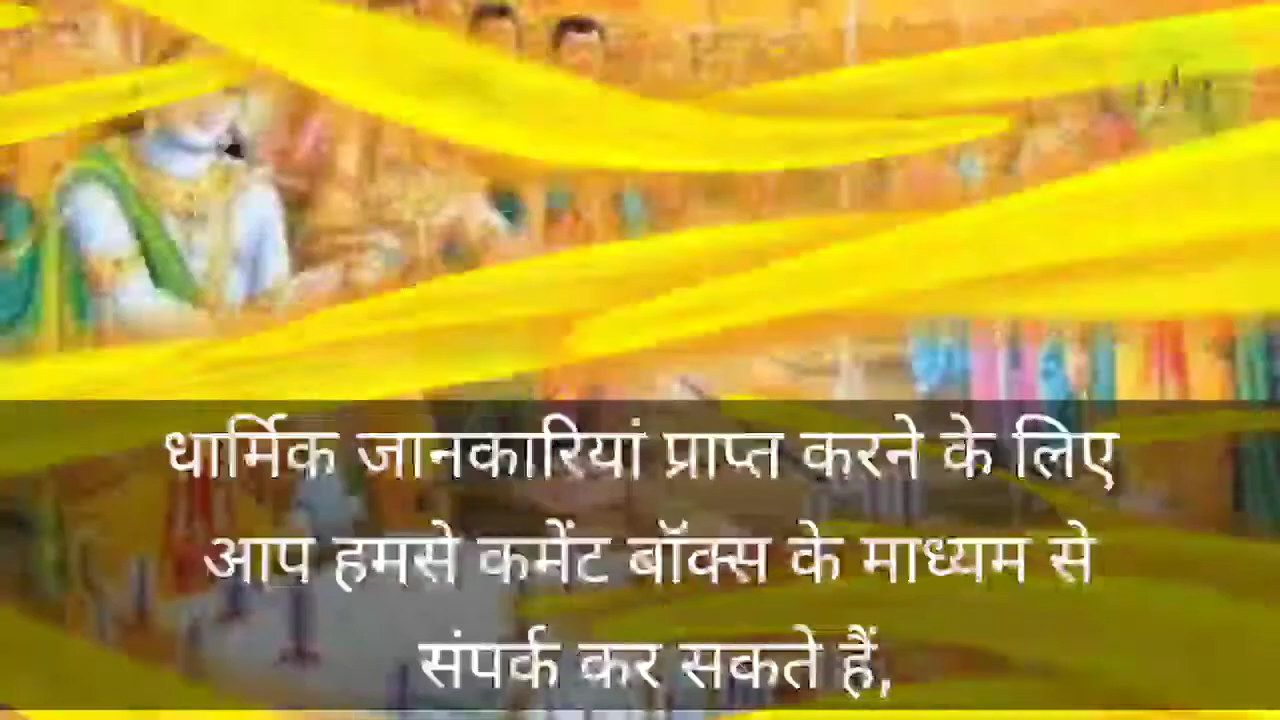 धार्मिक जानकारियां प्राप्त करने के लिए
आप हमसे कमेंट बॉक्स के माध्यम से
संपर्क कर सकते हैं,